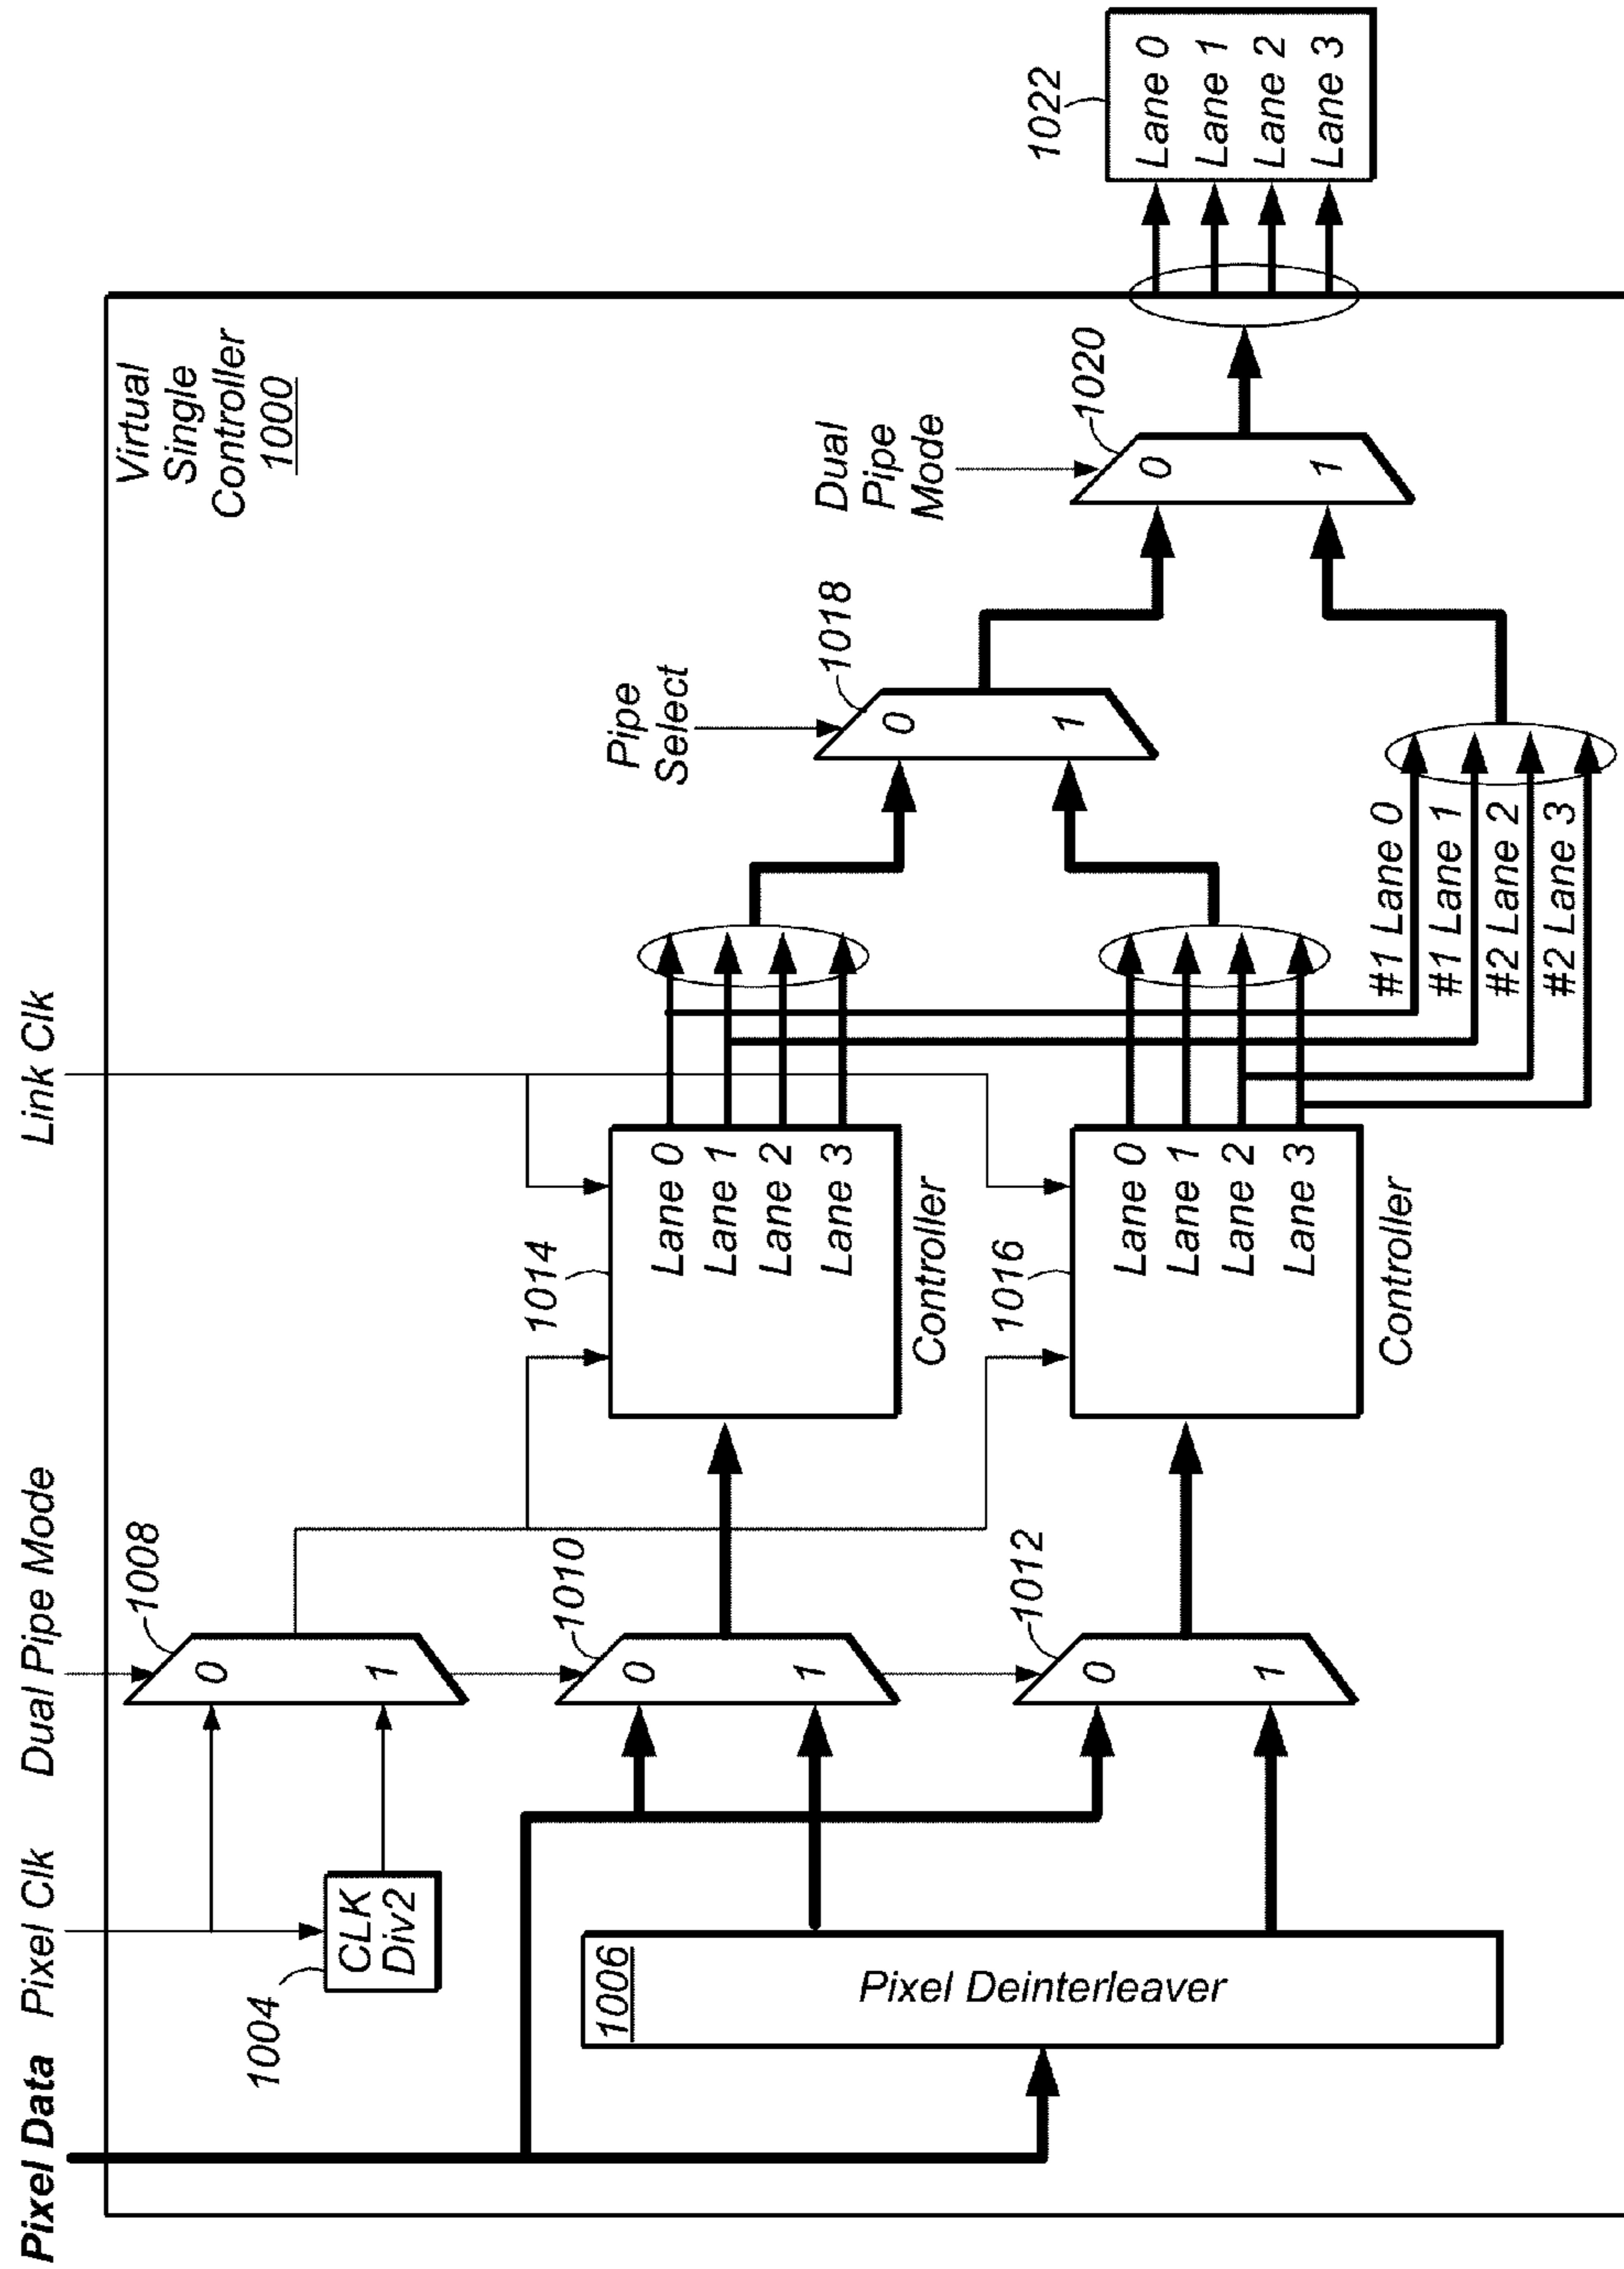 Pixel Data
Pixel Clk
Dual Pipe Mode
Link Clk
Virtual
Single
Controller
1000
1004
CLK
Div2
1006
Pixel Deinterleaver
1008
0
1
1010
0
1
1012
0
1
1014
Lane 0
Lane 1
Lane 2
Lane 3
Controller
1016
Lane 0
Lane 1
Lane 2
Lane 3
Controller
#1 Lane 0
#1 Lane 1
#2 Lane 2
#2 Lane 3
Pipe
Select
1018
0
1
Dual
Pipe
Mode
1020
0
1
1022
Lane 0
Lane 1
Lane 2
Lane 3